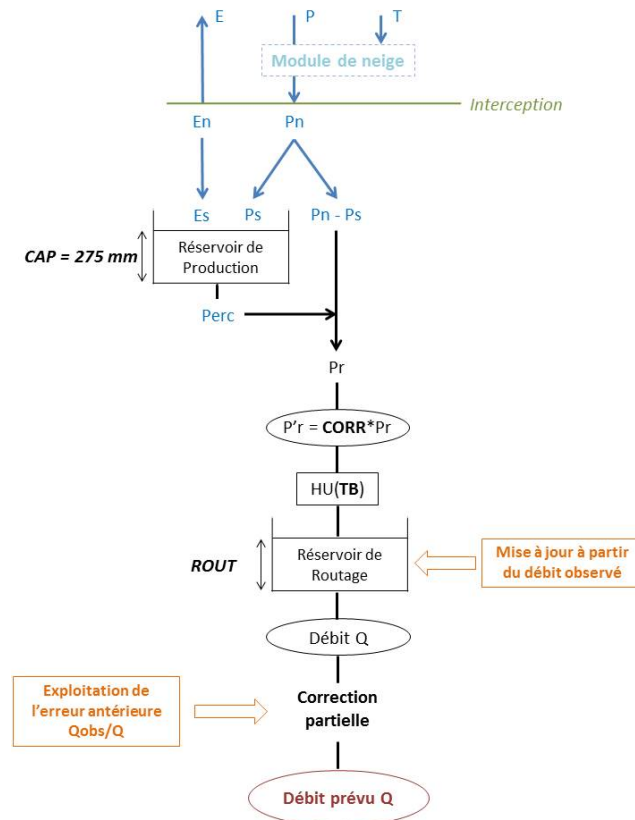 E
P
T
Module de neige
Interception
En
Pn
Es
Ps
Pn - Ps
CAP = 275 mm
Réservoir de
Production
Perc
Pr
P'r = CORR*Pr
HU(TB)
ROUT
Réservoir de
Routage
Mise à jour à partir
du débit observé
Débit Q
Exploitation de
l'erreur antérieure
Qobs/Q
Correction
partielle
Débit prévu Q